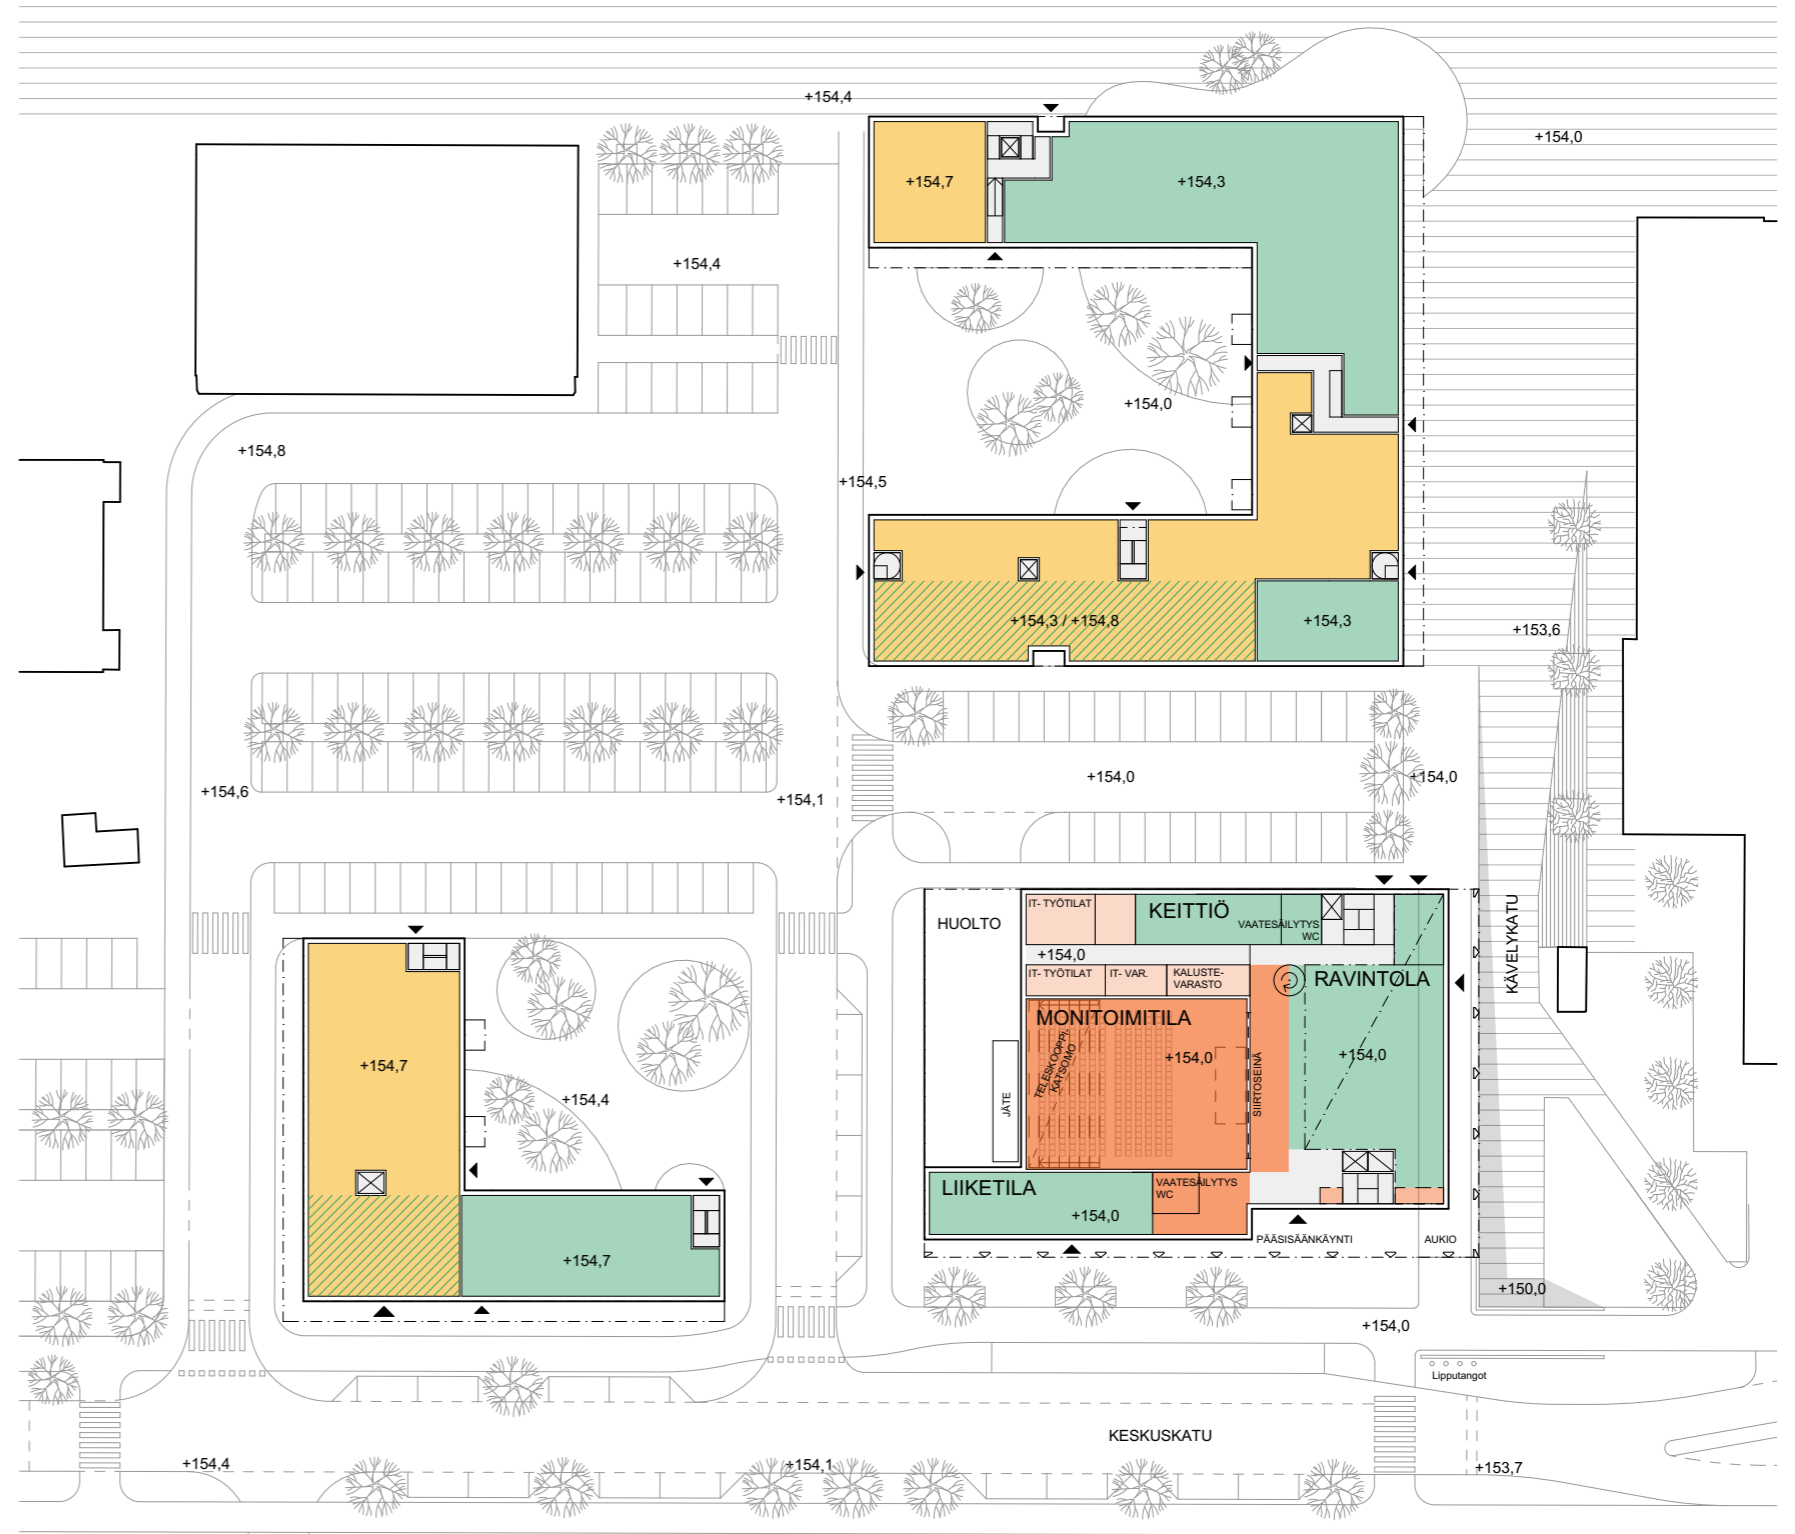 +154,4
+154,0
+154,7
+154,3
+154,4
+154,0
+154,8
+154,5
+154,3 / +154,8
+154,3
+153,6
+154,0
+154,0
+154,6
+154,1
KÄVELYKATU
HUOLTO
IT- TYÖTILAT
KEITTIÖ
VAATESÄILYTYS
WC
+154,0
IT- TYÖTILAT
IT- VAR.
KALUSTE-
VARASTO
RAVINTOLA
MONITOIMITILA
TELESKOOPPI-
KATSOMO
+154,0
SIIRTOSEINÄ
+154,0
JÄTE
+154,7
+154,4
LIIKETILA
VAATESÄILYTYS
WC
+154,0
PÄÄSISÄÄNKÄYNTI
AUKIO
+154,7
+150,0
+154,0
Lipputangot
KESKUSKATU
+154,4
+154,1
+153,7